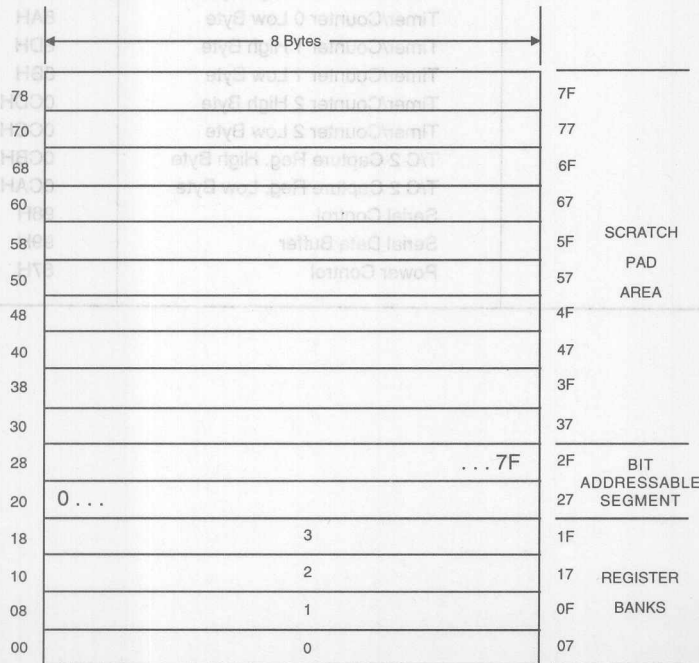 8 Bytes
78 7F
70 77
68 6F
60 67
58 5F
SCRATCH
PAD
AREA
50 57
48 4F
40 47
38 3F
30 37
28 ...7F 2F
BIT
ADDRESSABLE
SEGMENT
20 0... 27
18 3 1F
10 2 17
REGISTER
BANKS
08 1 0F
00 0 07